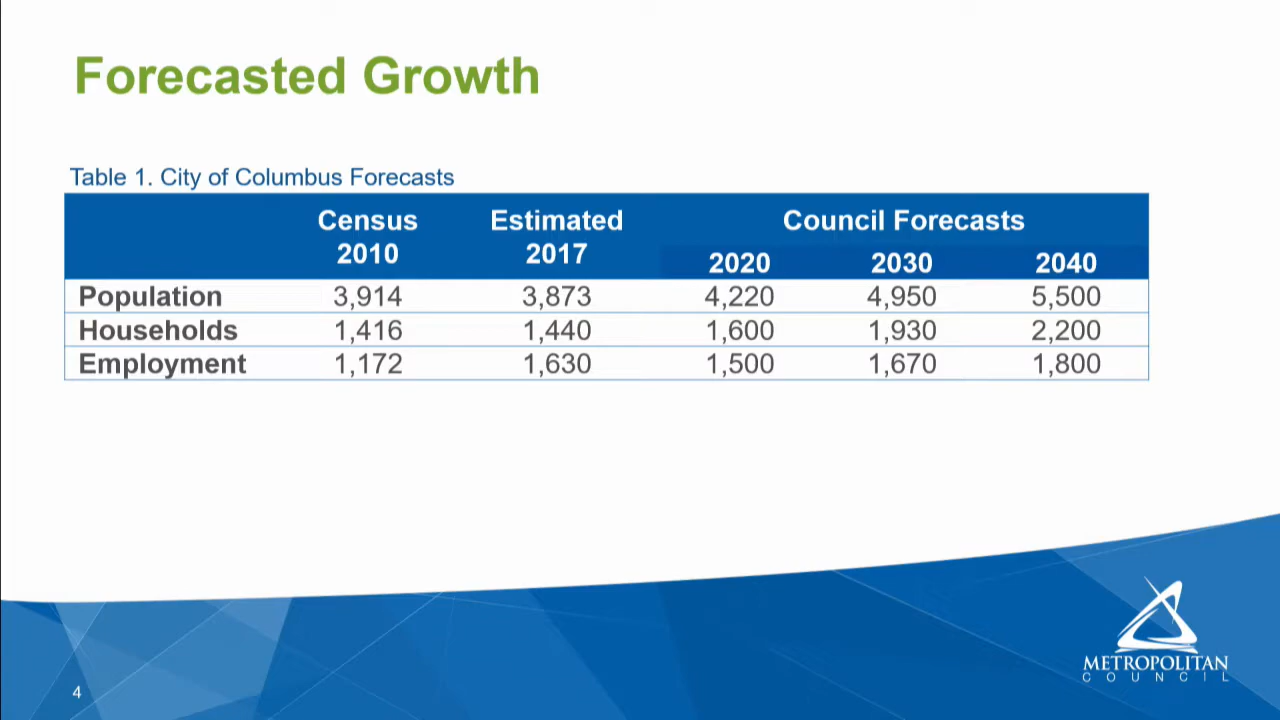 Forecasted Growth
Table 1. City of Columbus Forecasts
Census 2010 Estimated 2017 Council Forecasts
2020 2030 2040
Population 3,914 3,873 4,220 4,950 5,500
Households 1,416 1,440 1,600 1,930 2,200
Employment 1,172 1,630 1,500 1,670 1,800
METROPOLITAN
COUNCIL
4